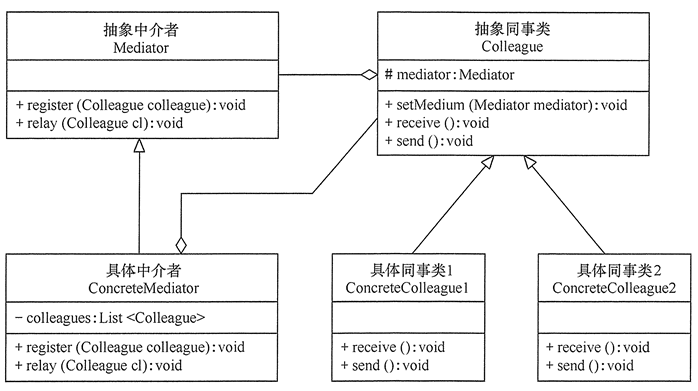 抽象中介者
Mediator
+ register (Colleague colleague): void
+ relay (Colleague cl): void
抽象同事类
Colleague
# mediator: Mediator
+ setMedium (Mediator mediator): void
+ receive (): void
+ send (): void
具体中介者
ConcreteMediator
− colleagues: List <Colleague>
+ register (Colleague colleague): void
+ relay (Colleague cl): void
具体同事类1
ConcreteColleague1
+ receive (): void
+ send (): void
具体同事类2
ConcreteColleague2
+ receive (): void
+ send (): void